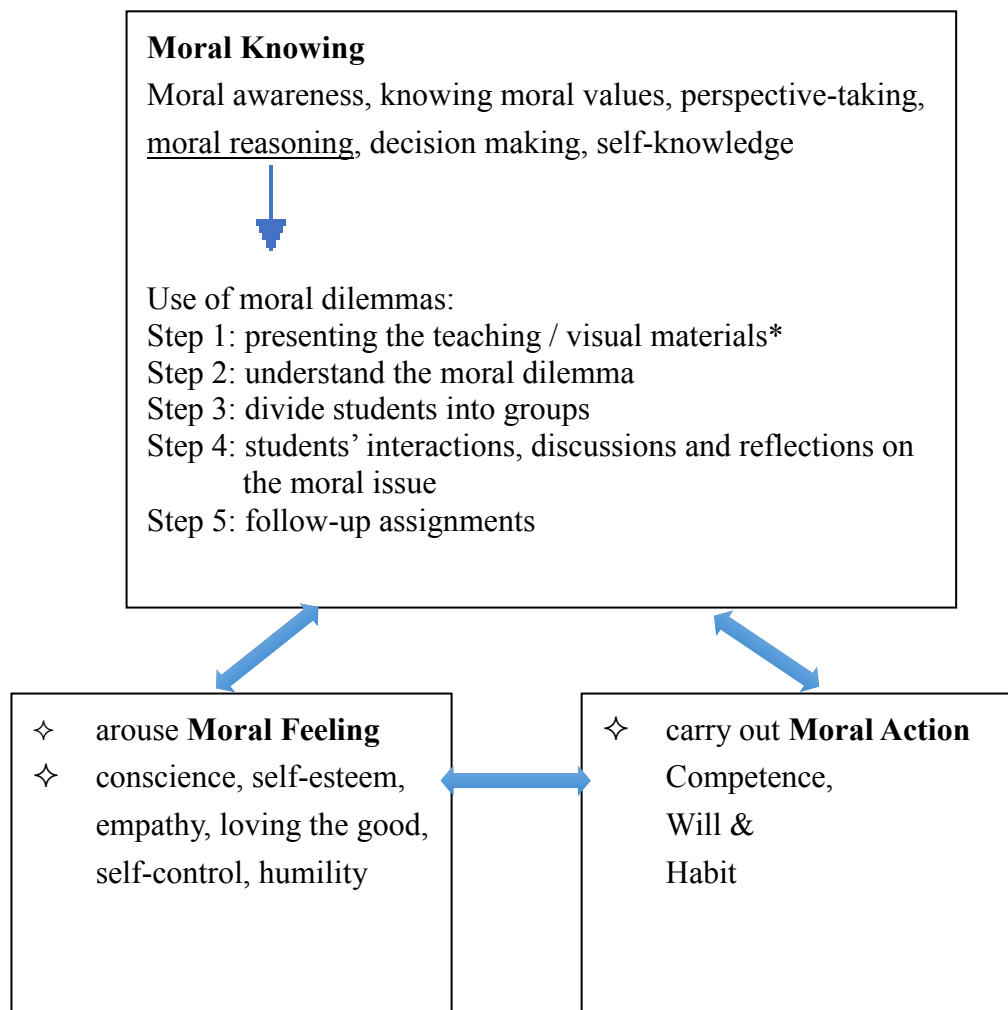 Moral Knowing
Moral awareness, knowing moral values, perspective-taking,
moral reasoning, decision making, self-knowledge
Use of moral dilemmas:
Step 1: presenting the teaching / visual materials*
Step 2: understand the moral dilemma
Step 3: divide students into groups
Step 4: students’ interactions, discussions and reflections on
the moral issue
Step 5: follow-up assignments
✧ arouse Moral Feeling
✧ conscience, self-esteem,
empathy, loving the good,
self-control, humility
✧ carry out Moral Action
Competence,
Will &
Habit